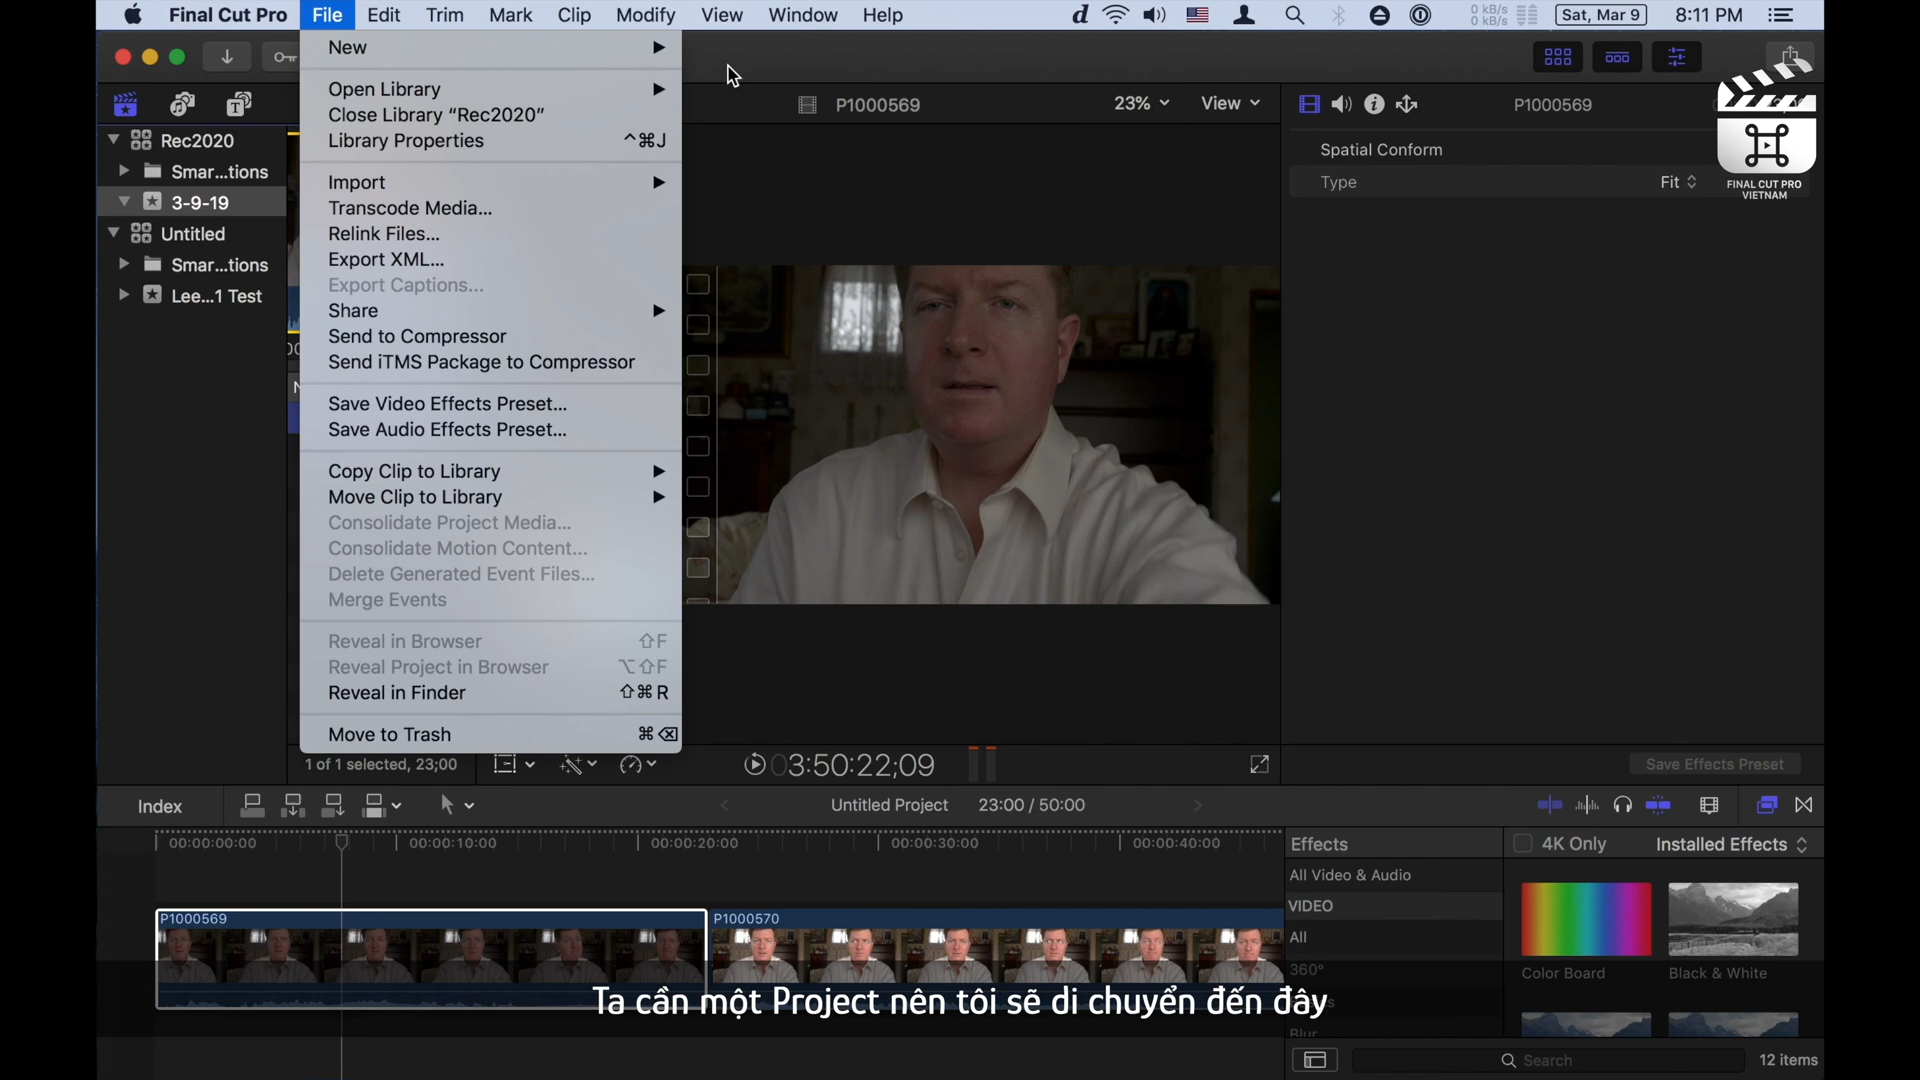 Final Cut Pro File Edit Trim Mark Clip Modify View Window Help
0 kB/s
0 kB/s
Sat, Mar 9 8:11 PM
New
Open Library
Close Library “Rec2020”
Library Properties ^⌘J
Import
Transcode Media...
Relink Files...
Export XML...
Export Captions...
Share
Send to Compressor
Send iTMS Package to Compressor
Save Video Effects Preset...
Save Audio Effects Preset...
Copy Clip to Library
Move Clip to Library
Consolidate Project Media...
Consolidate Motion Content...
Delete Generated Event Files...
Merge Events
Reveal in Browser ⇧F
Reveal Project in Browser ⌥⇧F
Reveal in Finder ⇧⌘R
Move to Trash ⌘⌫
Rec2020
Smar...tions
3-9-19
Untitled
Smar...tions
Lee...1 Test
P1000569 23% View
P1000569
Spatial Conform
Type Fit
FINAL CUT PRO
VIETNAM
1 of 1 selected, 23;00
03:50:22;09
Save Effects Preset
Index
Untitled Project 23:00 / 50:00
00:00:00:00 00:00:10:00 00:00:20:00 00:00:30:00 00:00:40:00
P1000569 P1000570
Effects
4K Only Installed Effects
All Video & Audio
VIDEO
All
360°
Blur
Color Board Black & White
Ta cần một Project nên tôi sẽ di chuyển đến đây
Search 12 items